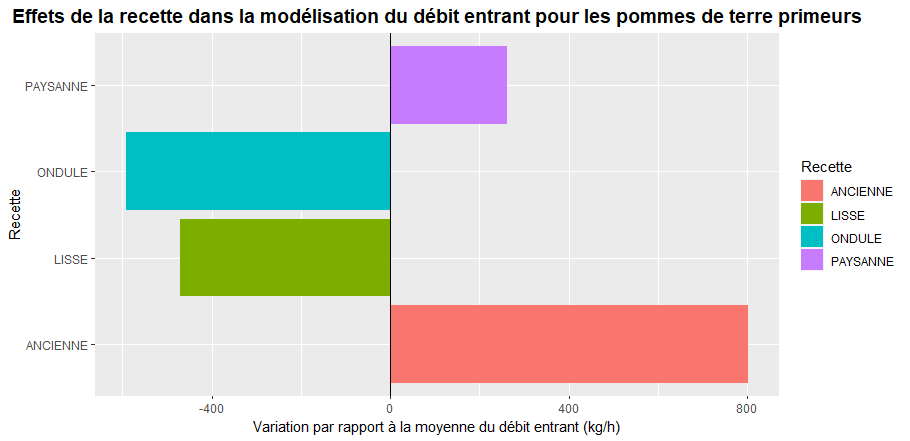 Effets de la recette dans la modélisation du débit entrant pour les pommes de terre primeurs
Recette
PAYSANNE
ONDULE
LISSE
ANCIENNE
-400
0
400
800
Variation par rapport à la moyenne du débit entrant (kg/h)
Recette
ANCIENNE
LISSE
ONDULE
PAYSANNE